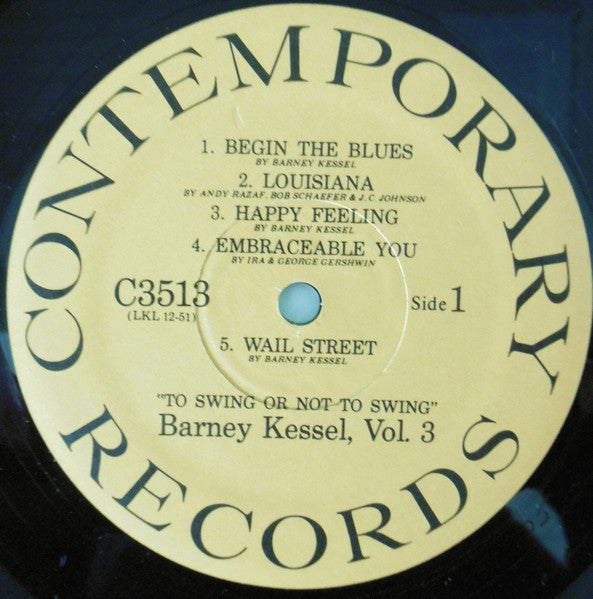 CONTEMPORARY RECORDS
1. BEGIN THE BLUES
BY BARNEY KESSEL
2. LOUISIANA
BY ANDY RAZAF, BOB SCHAEFER & J. C. JOHNSON
3. HAPPY FEELING
BY BARNEY KESSEL
4. EMBRACEABLE YOU
BY IRA & GEORGE GERSHWIN
C3513
(LKL 12-51)
Side 1
5. WAIL STREET
BY BARNEY KESSEL
"TO SWING OR NOT TO SWING"
Barney Kessel, Vol. 3